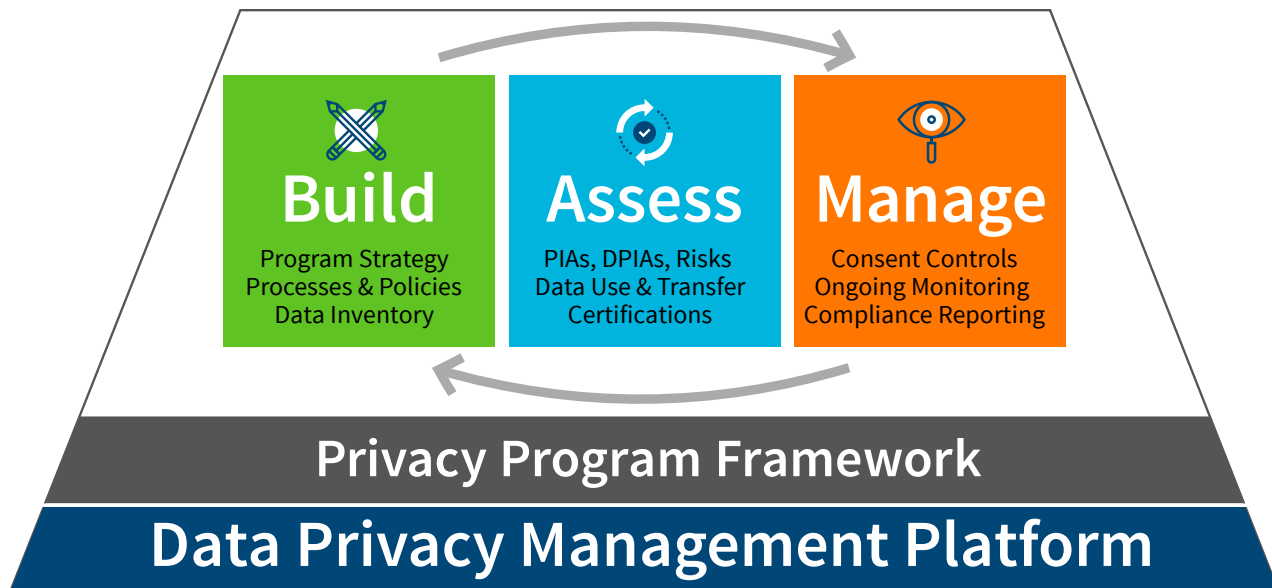 Build
Program Strategy
Processes & Policies
Data Inventory
Assess
PIAs, DPIAs, Risks
Data Use & Transfer
Certifications
Manage
Consent Controls
Ongoing Monitoring
Compliance Reporting
Privacy Program Framework
Data Privacy Management Platform